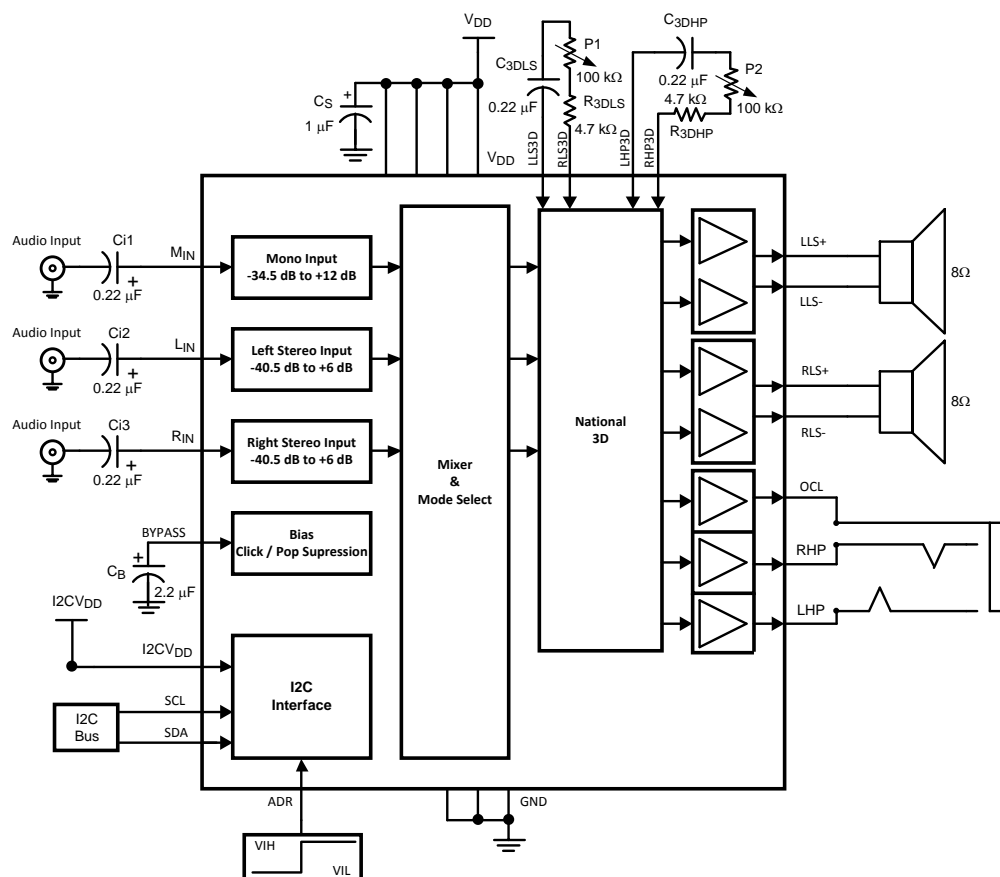 VDD
CS
+
1 µF
VDD
C3DLS
0.22 µF
P1
100 kΩ
R3DLS
4.7 kΩ
C3DHP
0.22 µF
P2
100 kΩ
4.7 kΩ
R3DHP
LLS3D
RLS3D
LHP3D
RHP3D
Audio Input
Ci1
+
0.22 µF
MIN
Mono Input
-34.5 dB to +12 dB
Audio Input
Ci2
+
0.22 µF
LIN
Left Stereo Input
-40.5 dB to +6 dB
Audio Input
Ci3
+
0.22 µF
RIN
Right Stereo Input
-40.5 dB to +6 dB
BYPASS
+
CB
2.2 µF
Bias
Click / Pop Supression
I2CVDD
I2CVDD
I2C
Bus
SCL
SDA
I2C
Interface
ADR
VIH
VIL
GND
Mixer
&
Mode Select
National
3D
LLS+
LLS-
8Ω
RLS+
RLS-
8Ω
OCL
RHP
LHP